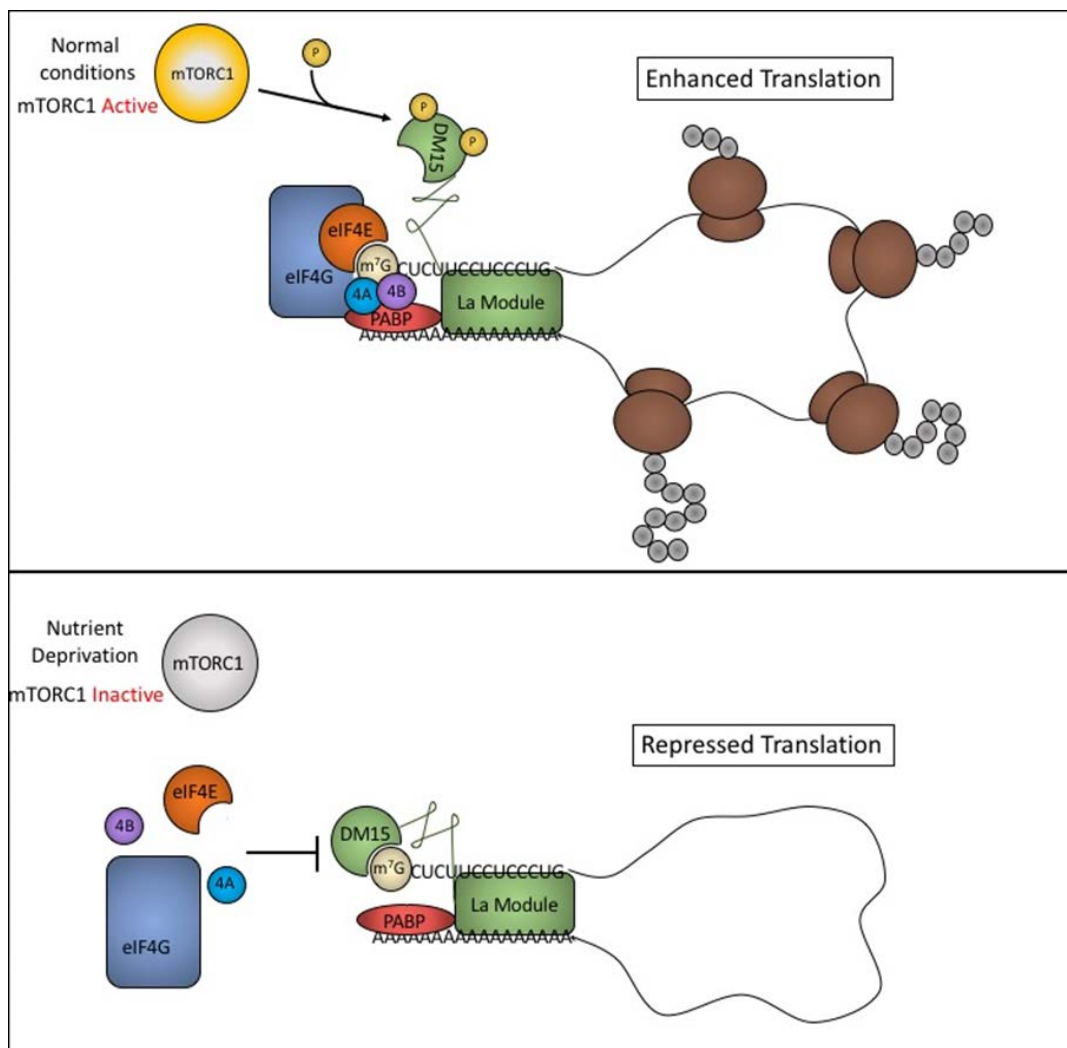 Normal
conditions
mTORC1 Active
mTORC1
P
Enhanced Translation
P
P
DM15
eIF4E
eIF4G
m⁷G
CUCUUCCUCCCUG
4A
4B
La Module
PABP
AAAAAAAAAAAAAAAAA
Nutrient
Deprivation
mTORC1 Inactive
mTORC1
Repressed Translation
eIF4E
4B
4A
eIF4G
DM15
m⁷G
CUCUUCCUCCCUG
La Module
PABP
AAAAAAAAAAAAAAAAA